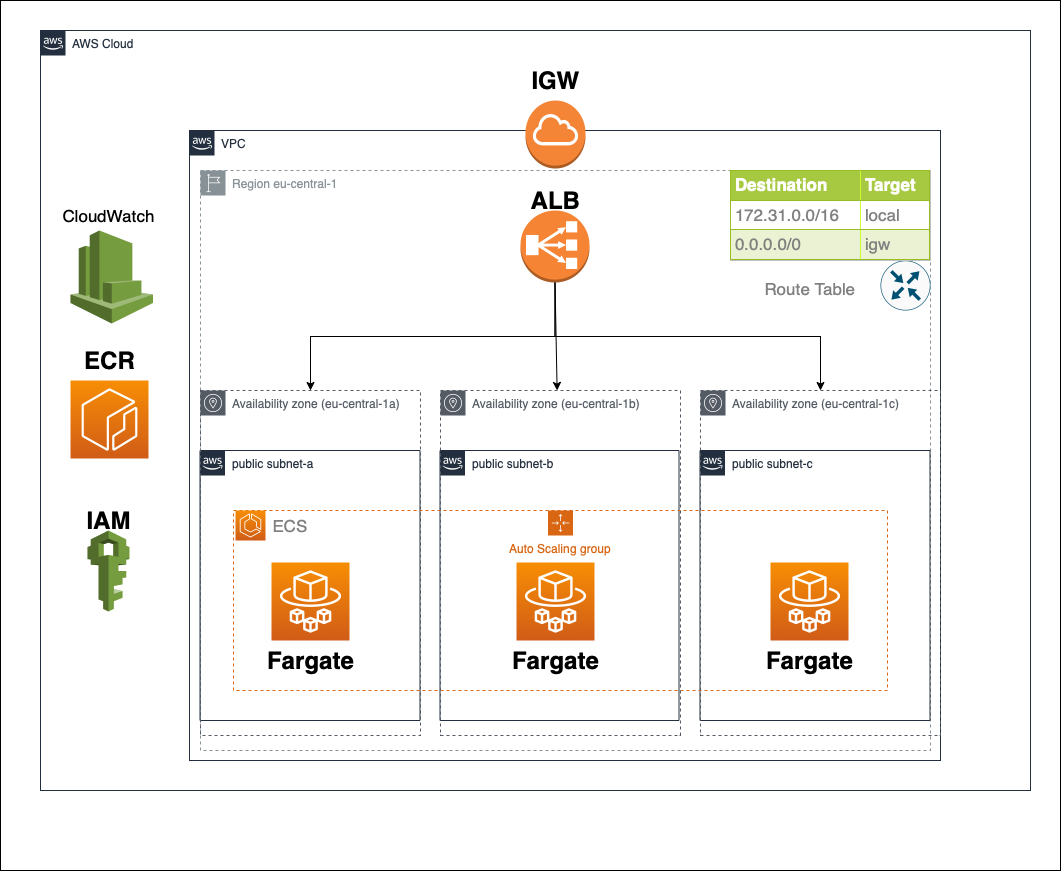 aws AWS Cloud
IGW
aws VPC
Region eu-central-1
Destination Target
172.31.0.0/16 local
0.0.0.0/0 igw
Route Table
ALB
CloudWatch
ECR
IAM
Availability zone (eu-central-1a)
Availability zone (eu-central-1b)
Availability zone (eu-central-1c)
aws public subnet-a
aws public subnet-b
aws public subnet-c
ECS
Auto Scaling group
Fargate
Fargate
Fargate